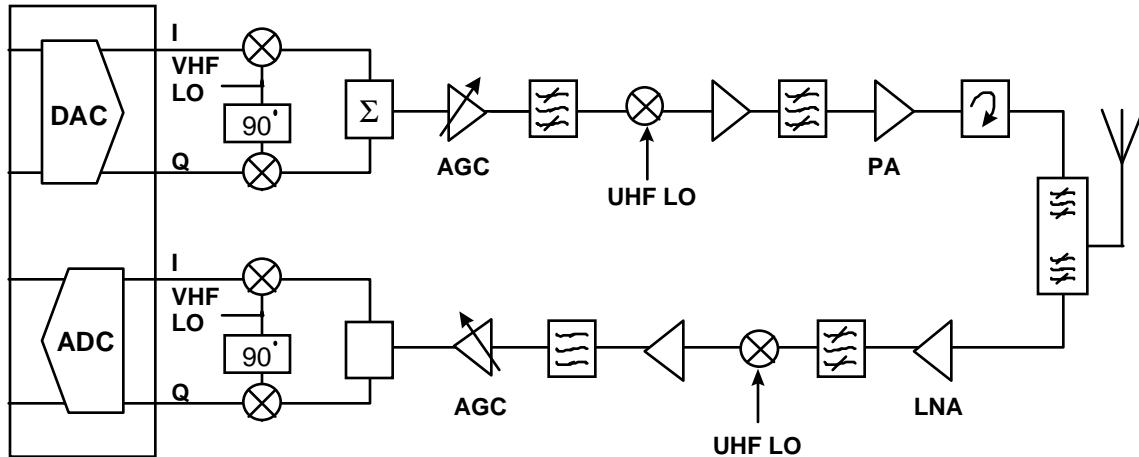 I
VHF
LO
DAC
90°
Q
Σ
AGC
UHF LO
PA
I
VHF
LO
ADC
90°
Q
AGC
UHF LO
LNA